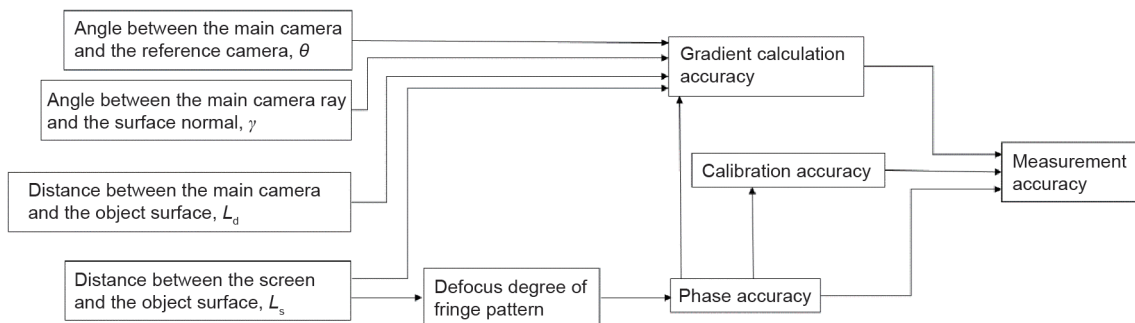 Angle between the main camera
and the reference camera, θ
Gradient calculation
accuracy
Angle between the main camera ray
and the surface normal, γ
Calibration accuracy
Measurement
accuracy
Distance between the main camera
and the object surface, Ld
Distance between the screen
and the object surface, Ls
Defocus degree of
fringe pattern
Phase accuracy